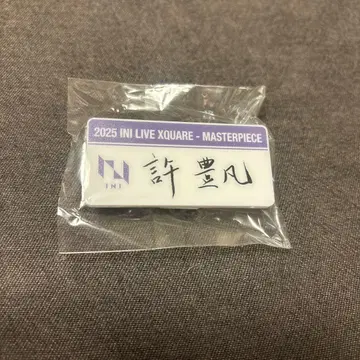 2025 INI LIVE XQUARE - MASTERPIECE
INI
許豊凡